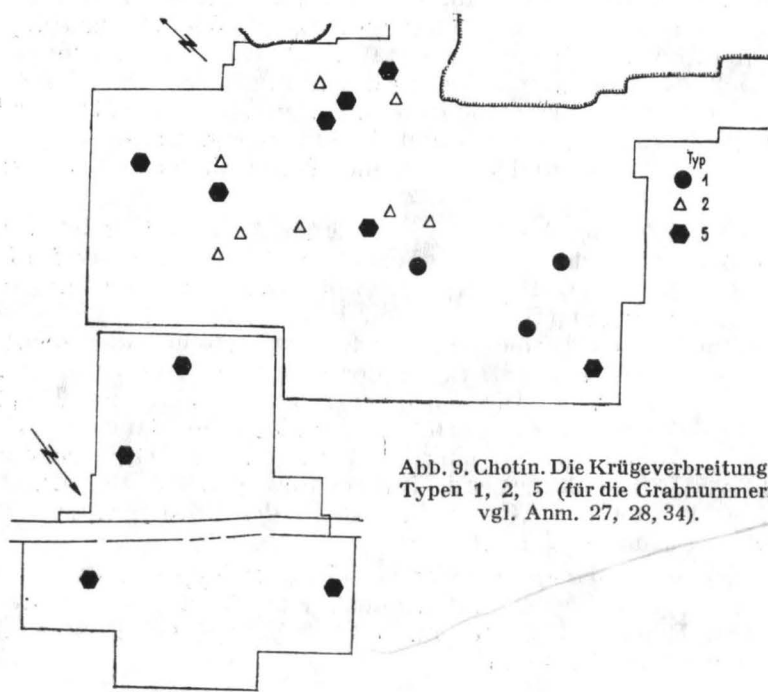 Typ
1
2
5
Abb. 9. Chotín. Die Krügeverbreitung
Typen 1, 2, 5 (für die Grabnummern
vgl. Anm. 27, 28, 34).